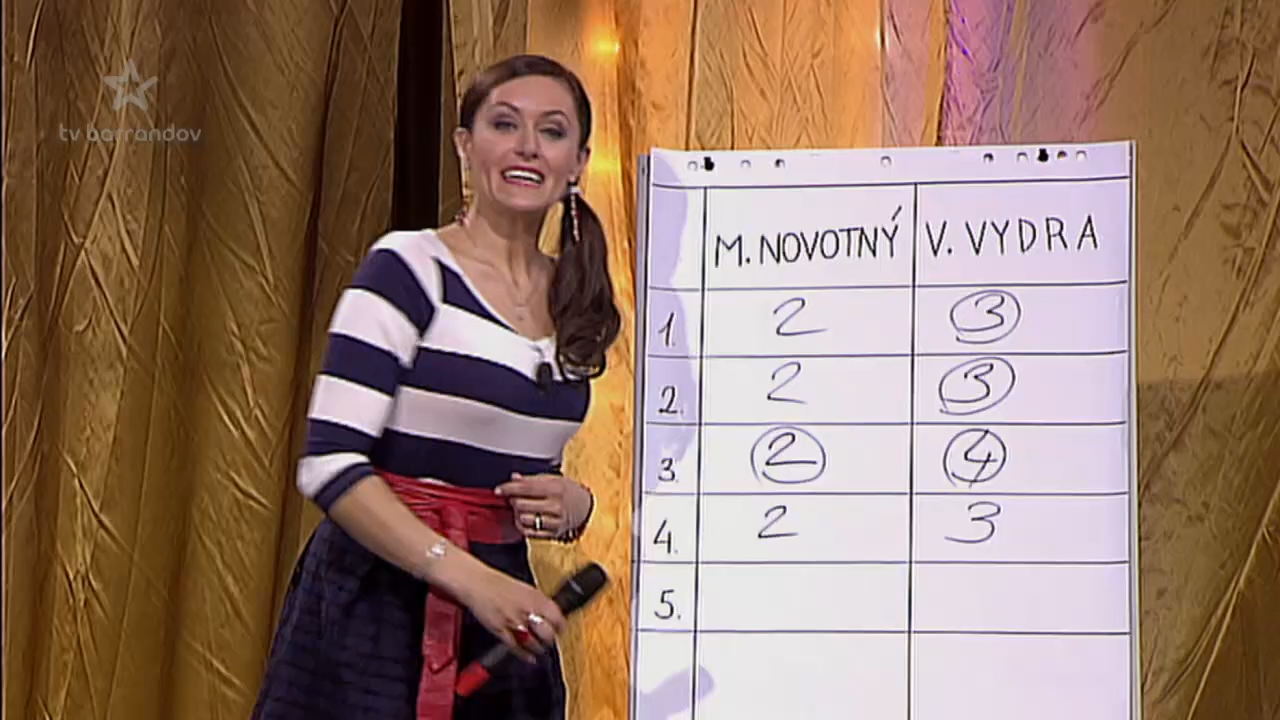 tv barrandov
M. NOVOTNÝ V. VYDRA
1. 2 3
2. 2 3
3. 2 4
4. 2 3
5.